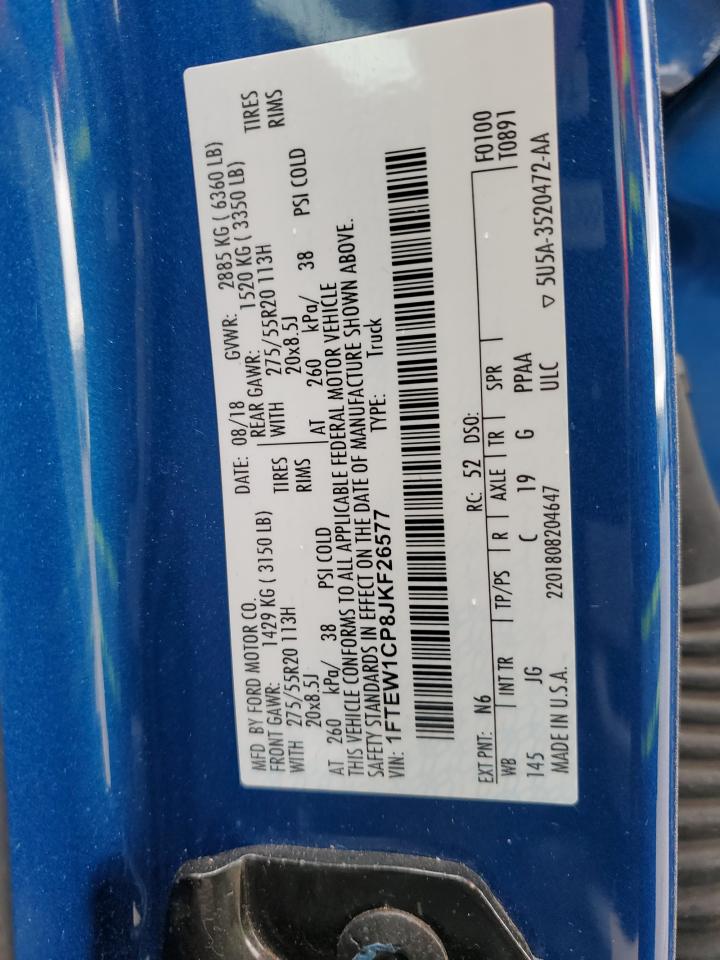 MFD BY FORD MOTOR CO.
DATE: 08/18 GVWR: 2885 KG ( 6360 LB)
FRONT GAWR: 1429 KG ( 3150 LB) REAR GAWR: 1520 KG ( 3350 LB)
WITH 275/55R20 113H TIRES WITH 275/55R20 113H TIRES
20x8.5J RIMS 20x8.5J RIMS
AT 260 kPa/ 38 PSI COLD AT 260 kPa/ 38 PSI COLD
THIS VEHICLE CONFORMS TO ALL APPLICABLE FEDERAL MOTOR VEHICLE
SAFETY STANDARDS IN EFFECT ON THE DATE OF MANUFACTURE SHOWN ABOVE.
VIN: 1FTEW1CP8JKF26577 TYPE: Truck
F0100
T0891
EXT PNT: N6 RC: 52 DSO:
WB INT TR TP/PS R AXLE TR SPR
145 JG C 19 G PPAA
MADE IN U.S.A. 2201808204647 ULC ▽ 5U5A-3520472-AA